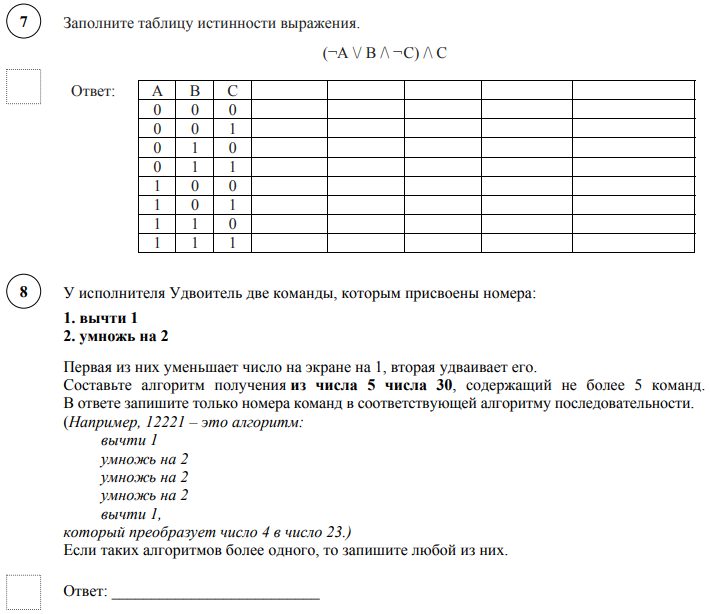 7 Заполните таблицу истинности выражения.
(¬A \/ B /\ ¬C) /\ C
Ответ:
A B C
0 0 0
0 0 1
0 1 0
0 1 1
1 0 0
1 0 1
1 1 0
1 1 1
8 У исполнителя Удвоитель две команды, которым присвоены номера:
1. вычти 1
2. умножь на 2
Первая из них уменьшает число на экране на 1, вторая удваивает его.
Составьте алгоритм получения из числа 5 числа 30, содержащий не более 5 команд.
В ответе запишите только номера команд в соответствующей алгоритму последовательности.
(Например, 12221 – это алгоритм:
вычти 1
умножь на 2
умножь на 2
умножь на 2
вычти 1,
который преобразует число 4 в число 23.)
Если таких алгоритмов более одного, то запишите любой из них.
Ответ: ___________________________